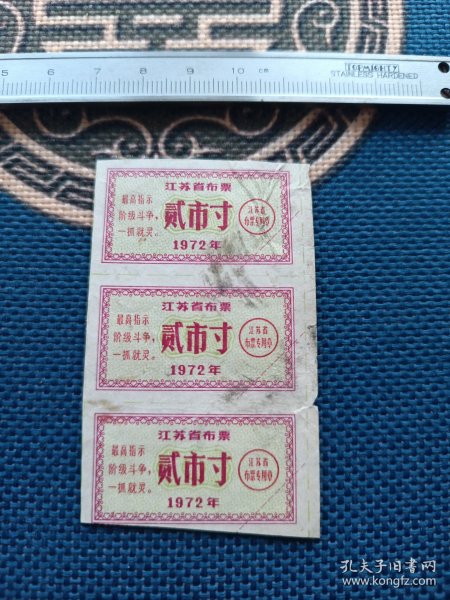 5 6 7 8 9 10 cm
TOPMIGHTY
STAINLESS HARDENED
江苏省布票
最高指示
阶级斗争，
一抓就灵。
贰市寸
江苏省
布票专用章
1972年
江苏省布票
最高指示
阶级斗争，
一抓就灵。
贰市寸
江苏省
布票专用章
1972年
江苏省布票
最高指示
阶级斗争，
一抓就灵。
贰市寸
江苏省
布票专用章
1972年
孔夫子旧书网
www.kongfz.com